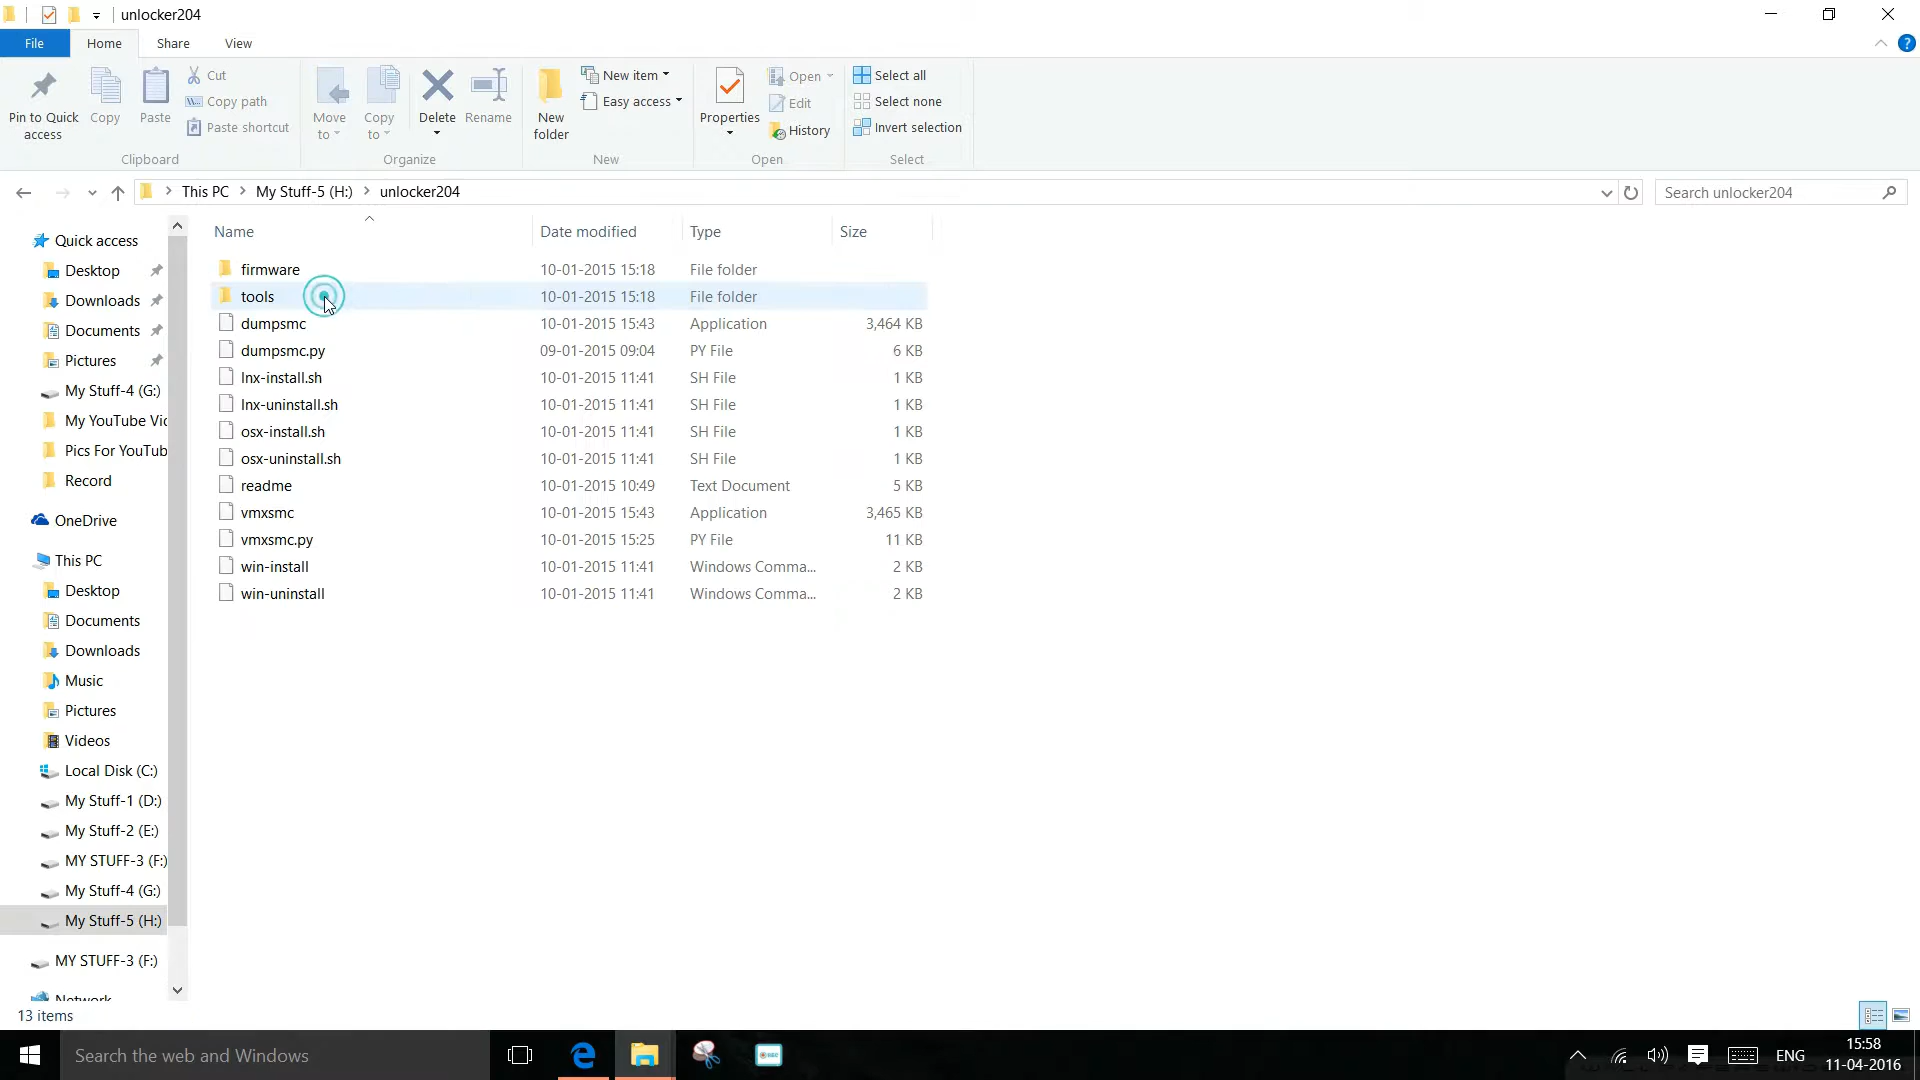 unlocker204
File Home Share View
Pin to Quick access
Copy
Paste
Cut
Copy path
Paste shortcut
Clipboard
Move to
Copy to
Delete
Rename
Organize
New folder
New item
Easy access
New
Properties
Open
Edit
History
Open
Select all
Select none
Invert selection
Select
This PC My Stuff-5 (H:) unlocker204
Search unlocker204
Quick access
Desktop
Downloads
Documents
Pictures
My Stuff-4 (G:)
My YouTube Vic
Pics For YouTub
Record
OneDrive
This PC
Desktop
Documents
Downloads
Music
Pictures
Videos
Local Disk (C:)
My Stuff-1 (D:)
My Stuff-2 (E:)
MY STUFF-3 (F:)
My Stuff-4 (G:)
My Stuff-5 (H:)
MY STUFF-3 (F:)
Network
Name Date modified Type Size
firmware 10-01-2015 15:18 File folder
tools 10-01-2015 15:18 File folder
dumpsmc 10-01-2015 15:43 Application 3,464 KB
dumpsmc.py 09-01-2015 09:04 PY File 6 KB
lnx-install.sh 10-01-2015 11:41 SH File 1 KB
lnx-uninstall.sh 10-01-2015 11:41 SH File 1 KB
osx-install.sh 10-01-2015 11:41 SH File 1 KB
osx-uninstall.sh 10-01-2015 11:41 SH File 1 KB
readme 10-01-2015 10:49 Text Document 5 KB
vmxsmc 10-01-2015 15:43 Application 3,465 KB
vmxsmc.py 10-01-2015 15:25 PY File 11 KB
win-install 10-01-2015 11:41 Windows Comma... 2 KB
win-uninstall 10-01-2015 11:41 Windows Comma... 2 KB
13 items
Search the web and Windows
ENG
15:58
11-04-2016